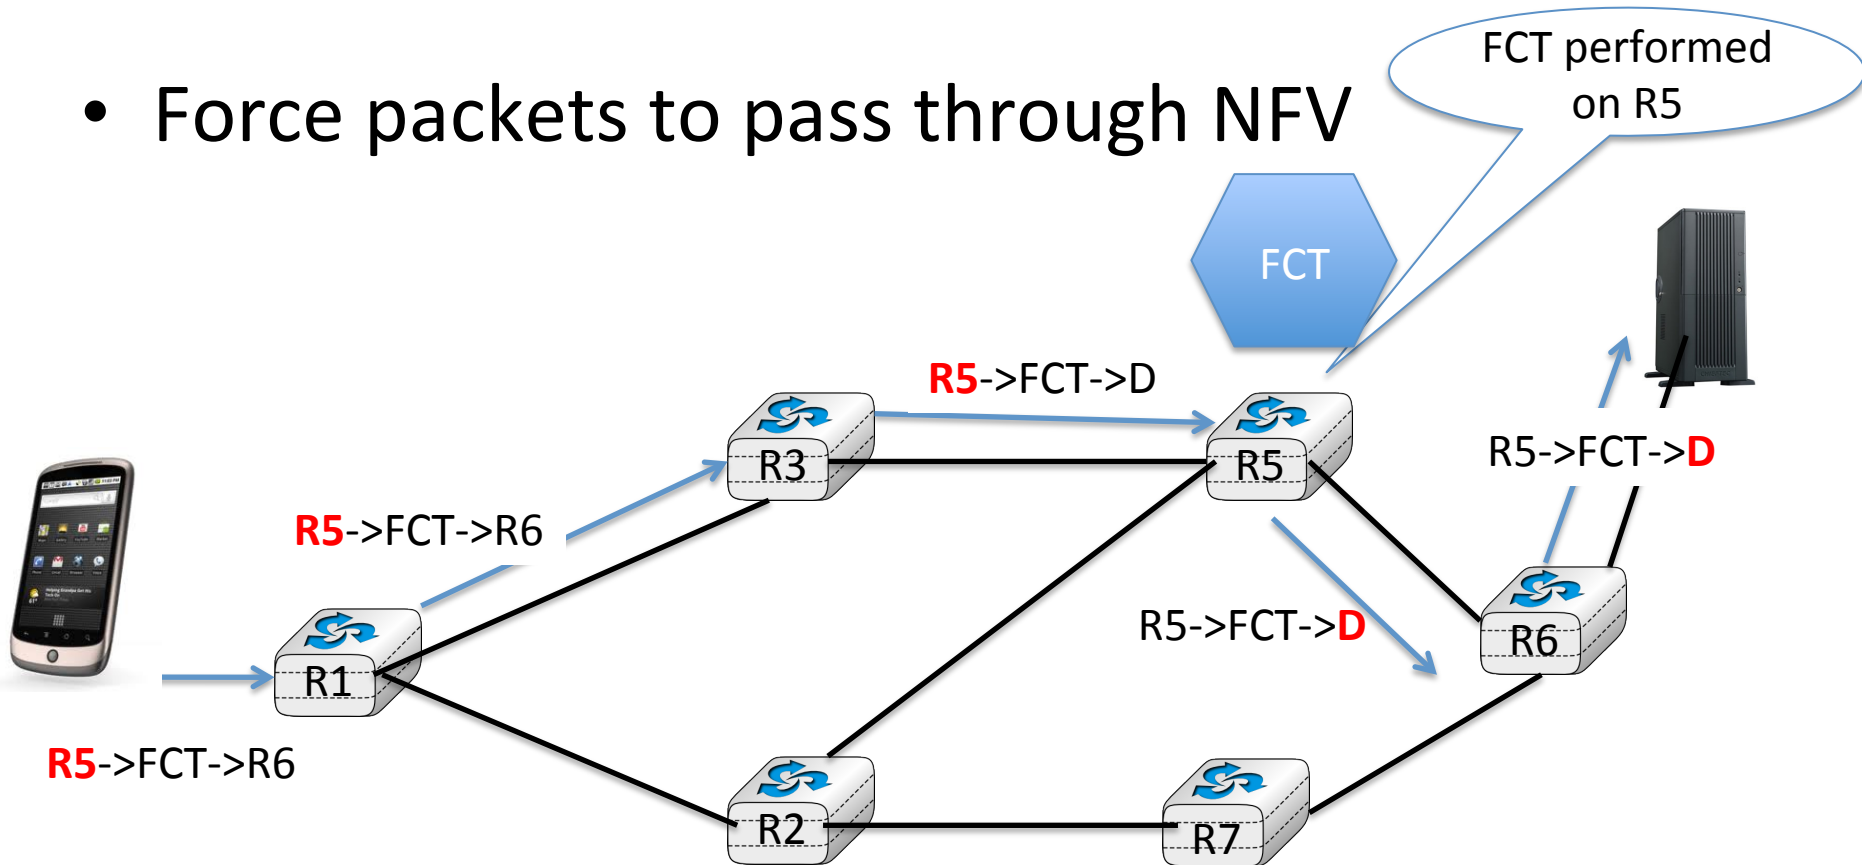 FCT performed
on R5
• Force packets to pass through NFV
FCT
R5->FCT->D
R3
R5
R5->FCT->D
R5->FCT->R6
R5->FCT->D
R6
R1
R5->FCT->R6
R2
R7